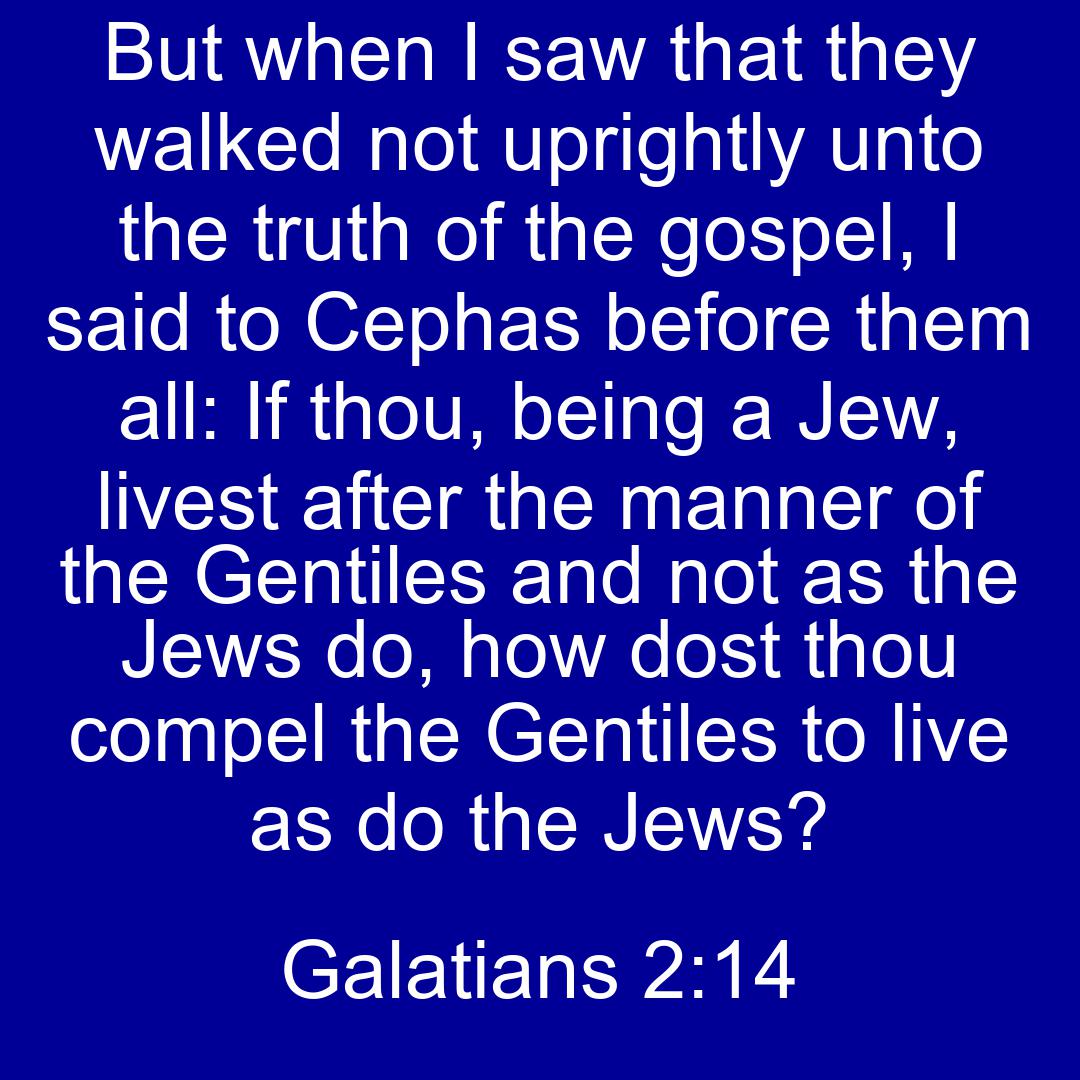 But when I saw that they
walked not uprightly unto
the truth of the gospel, I
said to Cephas before them
all: If thou, being a Jew,
livest after the manner of
the Gentiles and not as the
Jews do, how dost thou
compel the Gentiles to live
as do the Jews?
Galatians 2:14